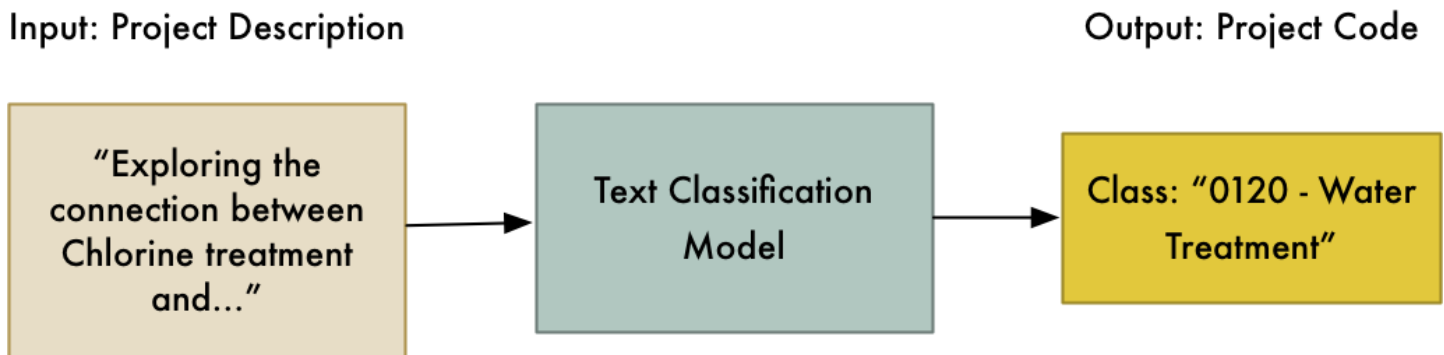 Input: Project Description
Output: Project Code
“Exploring the
connection between
Chlorine treatment
and...”
Text Classification
Model
Class: “0120 - Water
Treatment”